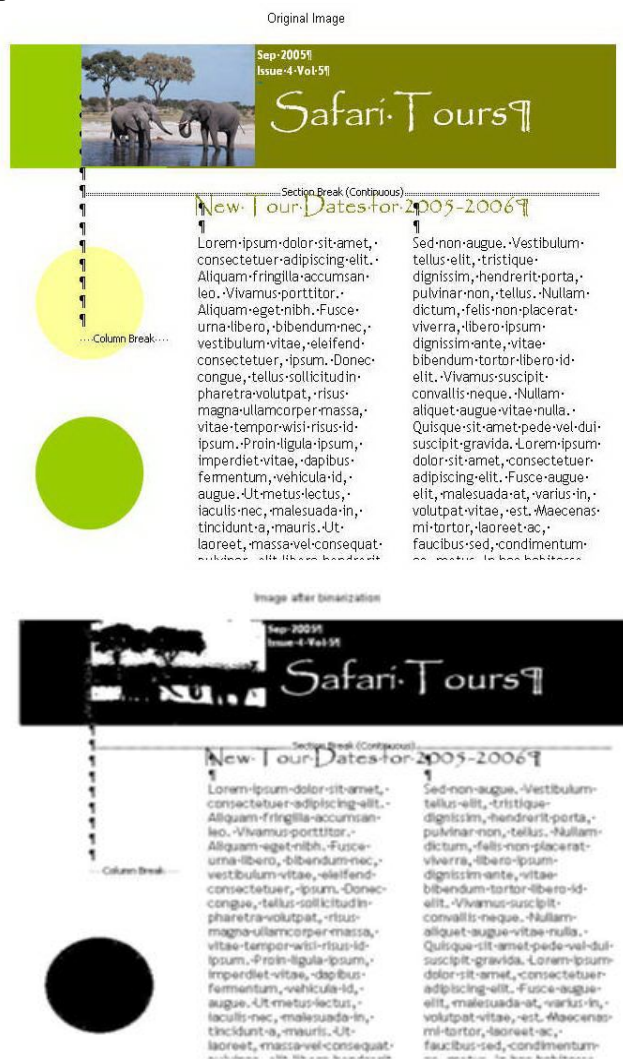 Original Image
Sep·2005¶
Issue·4·Vol·5¶
Safari·Tours¶
Section Break (Continuous)
New·Tour·Dates·for·2005-2006¶
Column Break
Lorem·ipsum·dolor·sit·amet,·
consectetuer·adipiscing·elit.·
Aliquam·fringilla·accumsan·
leo.·Vivamus·porttitor.·
Aliquam·eget·nibh.·Fusce·
urna·libero,·bibendum·nec,·
vestibulum·vitae,·eleifend·
consectetuer,·ipsum.·Donec·
congue,·tellus·sollicitudin·
pharetra·volutpat,·risus·
magna·ullamcorper·massa,·
vitae·tempor·wisi·risus·id·
ipsum.·Proin·ligula·ipsum,·
imperdiet·vitae,·dapibus·
fermentum,·vehicula·id,·
augue.·Ut·metus·lectus,·
iaculis·nec,·malesuada·in,·
tincidunt·a,·mauris.·Ut·
laoreet,·massa·vel·consequat·
Sed·non·augue.·Vestibulum·
tellus·elit,·tristique·
dignissim,·hendrerit·porta,·
pulvinar·non,·tellus.·Nullam·
dictum,·felis·non·placerat·
viverra,·libero·ipsum·
dignissim·ante,·vitae·
bibendum·tortor·libero·id·
elit.·Vivamus·suscipit·
convallis·neque.·Nullam·
aliquet·augue·vitae·nulla.·
Quisque·sit·amet·pede·vel·dui·
suscipit·gravida.·Lorem·ipsum·
dolor·sit·amet,·consectetuer·
adipiscing·elit.·Fusce·augue·
elit,·malesuada·at,·varius·in,·
volutpat·vitae,·est.·Maecenas·
mi·tortor,·laoreet·ac,·
faucibus·sed,·condimentum·
Image after binarization
Sep·2005¶
Issue·4·Vol·5¶
Safari·Tours¶
Section Break (Continuous)
New·Tour·Dates·for·2005-2006¶
Column Break
Lorem·ipsum·dolor·sit·amet,·
consectetuer·adipiscing·elit.·
Aliquam·fringilla·accumsan·
leo.·Vivamus·porttitor.·
Aliquam·eget·nibh.·Fusce·
urna·libero,·bibendum·nec,·
vestibulum·vitae,·eleifend·
consectetuer,·ipsum.·Donec·
congue,·tellus·sollicitudin·
pharetra·volutpat,·risus·
magna·ullamcorper·massa,·
vitae·tempor·wisi·risus·id·
ipsum.·Proin·ligula·ipsum,·
imperdiet·vitae,·dapibus·
fermentum,·vehicula·id,·
augue.·Ut·metus·lectus,·
iaculis·nec,·malesuada·in,·
tincidunt·a,·mauris.·Ut·
laoreet,·massa·vel·consequat·
Sed·non·augue.·Vestibulum·
tellus·elit,·tristique·
dignissim,·hendrerit·porta,·
pulvinar·non,·tellus.·Nullam·
dictum,·felis·non·placerat·
viverra,·libero·ipsum·
dignissim·ante,·vitae·
bibendum·tortor·libero·id·
elit.·Vivamus·suscipit·
convallis·neque.·Nullam·
aliquet·augue·vitae·nulla.·
Quisque·sit·amet·pede·vel·dui·
suscipit·gravida.·Lorem·ipsum·
dolor·sit·amet,·consectetuer·
adipiscing·elit.·Fusce·augue·
elit,·malesuada·at,·varius·in,·
volutpat·vitae,·est.·Maecenas·
mi·tortor,·laoreet·ac,·
faucibus·sed,·condimentum·